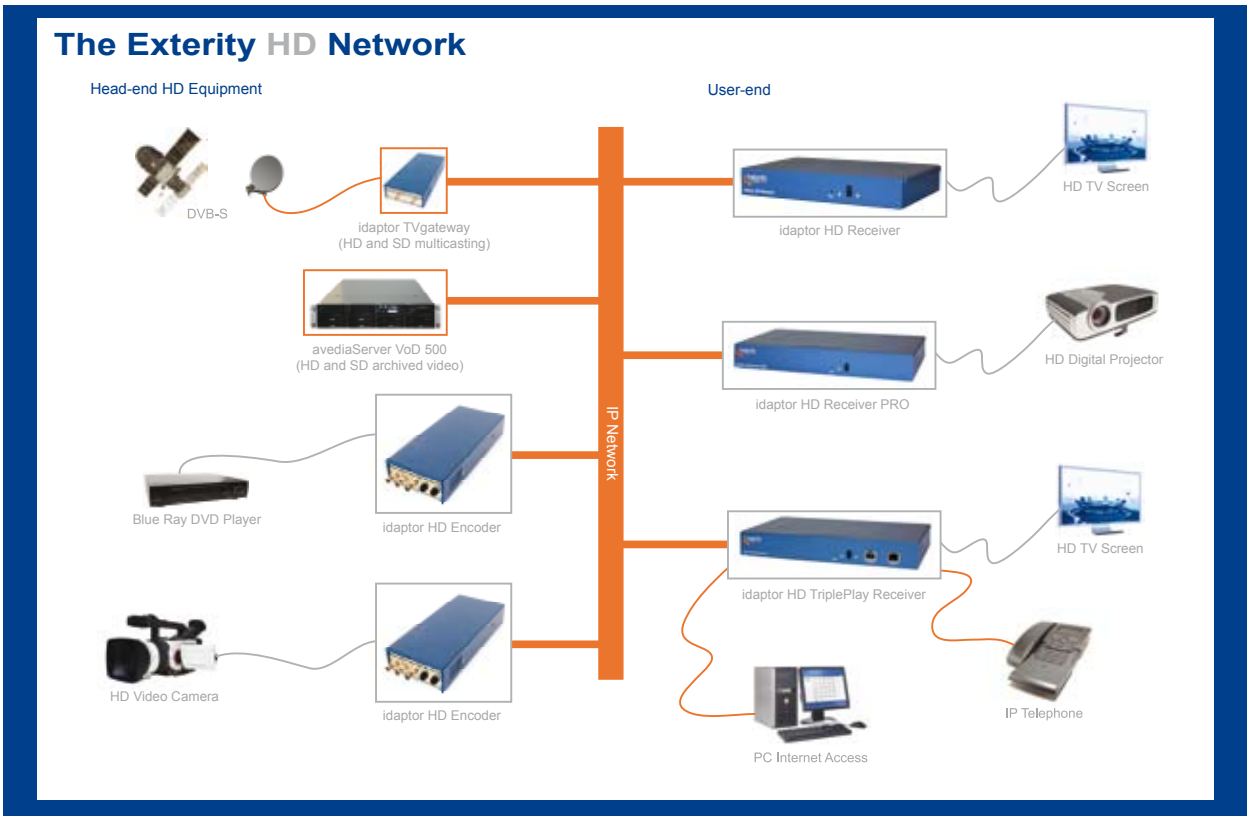 The Exterity HD Network
Head-end HD Equipment
DVB-S
idaptor TVgateway
(HD and SD multicasting)
avediaServer VoD 500
(HD and SD archived video)
Blue Ray DVD Player
idaptor HD Encoder
HD Video Camera
idaptor HD Encoder
IP Network
User-end
idaptor HD Receiver
HD TV Screen
idaptor HD Receiver PRO
HD Digital Projector
idaptor HD TriplePlay Receiver
HD TV Screen
PC Internet Access
IP Telephone